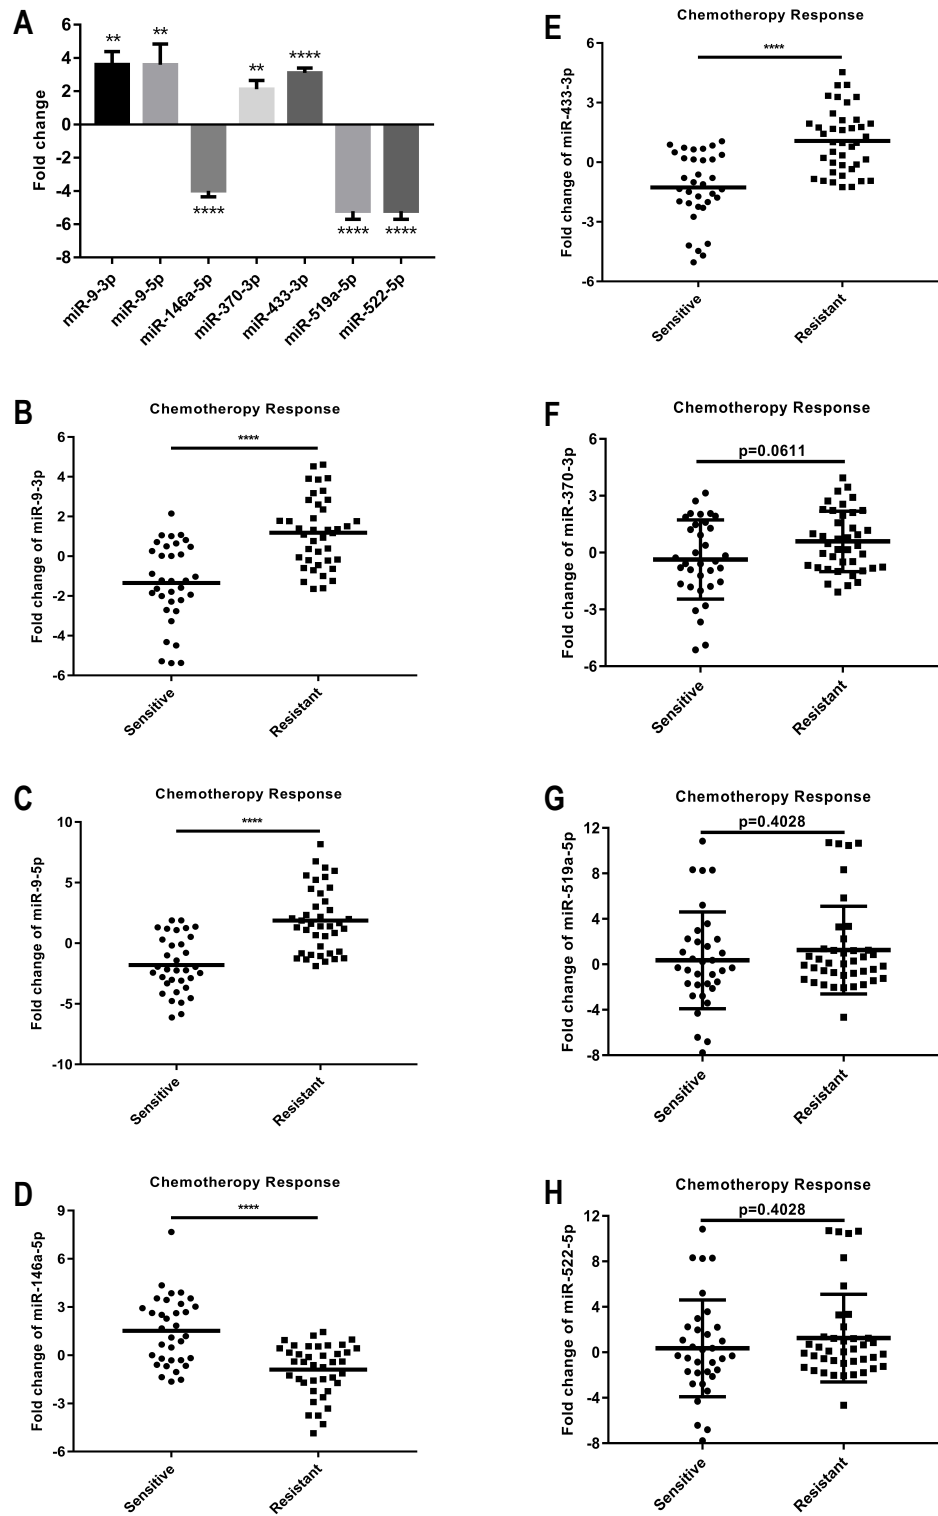 A
Fold change
6
4
2
0
-2
-4
-6
-8
** ** **** ** **** **** ****
miR-9-3p miR-9-5p miR-146a-5p miR-370-3p miR-433-3p miR-519a-5p miR-522-5p
B
Chemotheropy Response
****
Fold change of miR-9-3p
6
4
2
0
-2
-4
-6
Sensitive Resistant
C
Chemotheropy Response
****
Fold change of miR-9-5p
10
5
0
-5
-10
Sensitive Resistant
D
Chemotheropy Response
****
Fold change of miR-146a-5p
9
6
3
0
-3
-6
Sensitive Resistant
E
Chemotheropy Response
****
Fold change of miR-433-3p
6
3
0
-3
-6
Sensitive Resistant
F
Chemotheropy Response
p=0.0611
Fold change of miR-370-3p
6
3
0
-3
-6
Sensitive Resistant
G
Chemotheropy Response
p=0.4028
Fold change of miR-519a-5p
12
8
4
0
-4
-8
Sensitive Resistant
H
Chemotheropy Response
p=0.4028
Fold change of miR-522-5p
12
8
4
0
-4
-8
Sensitive Resistant